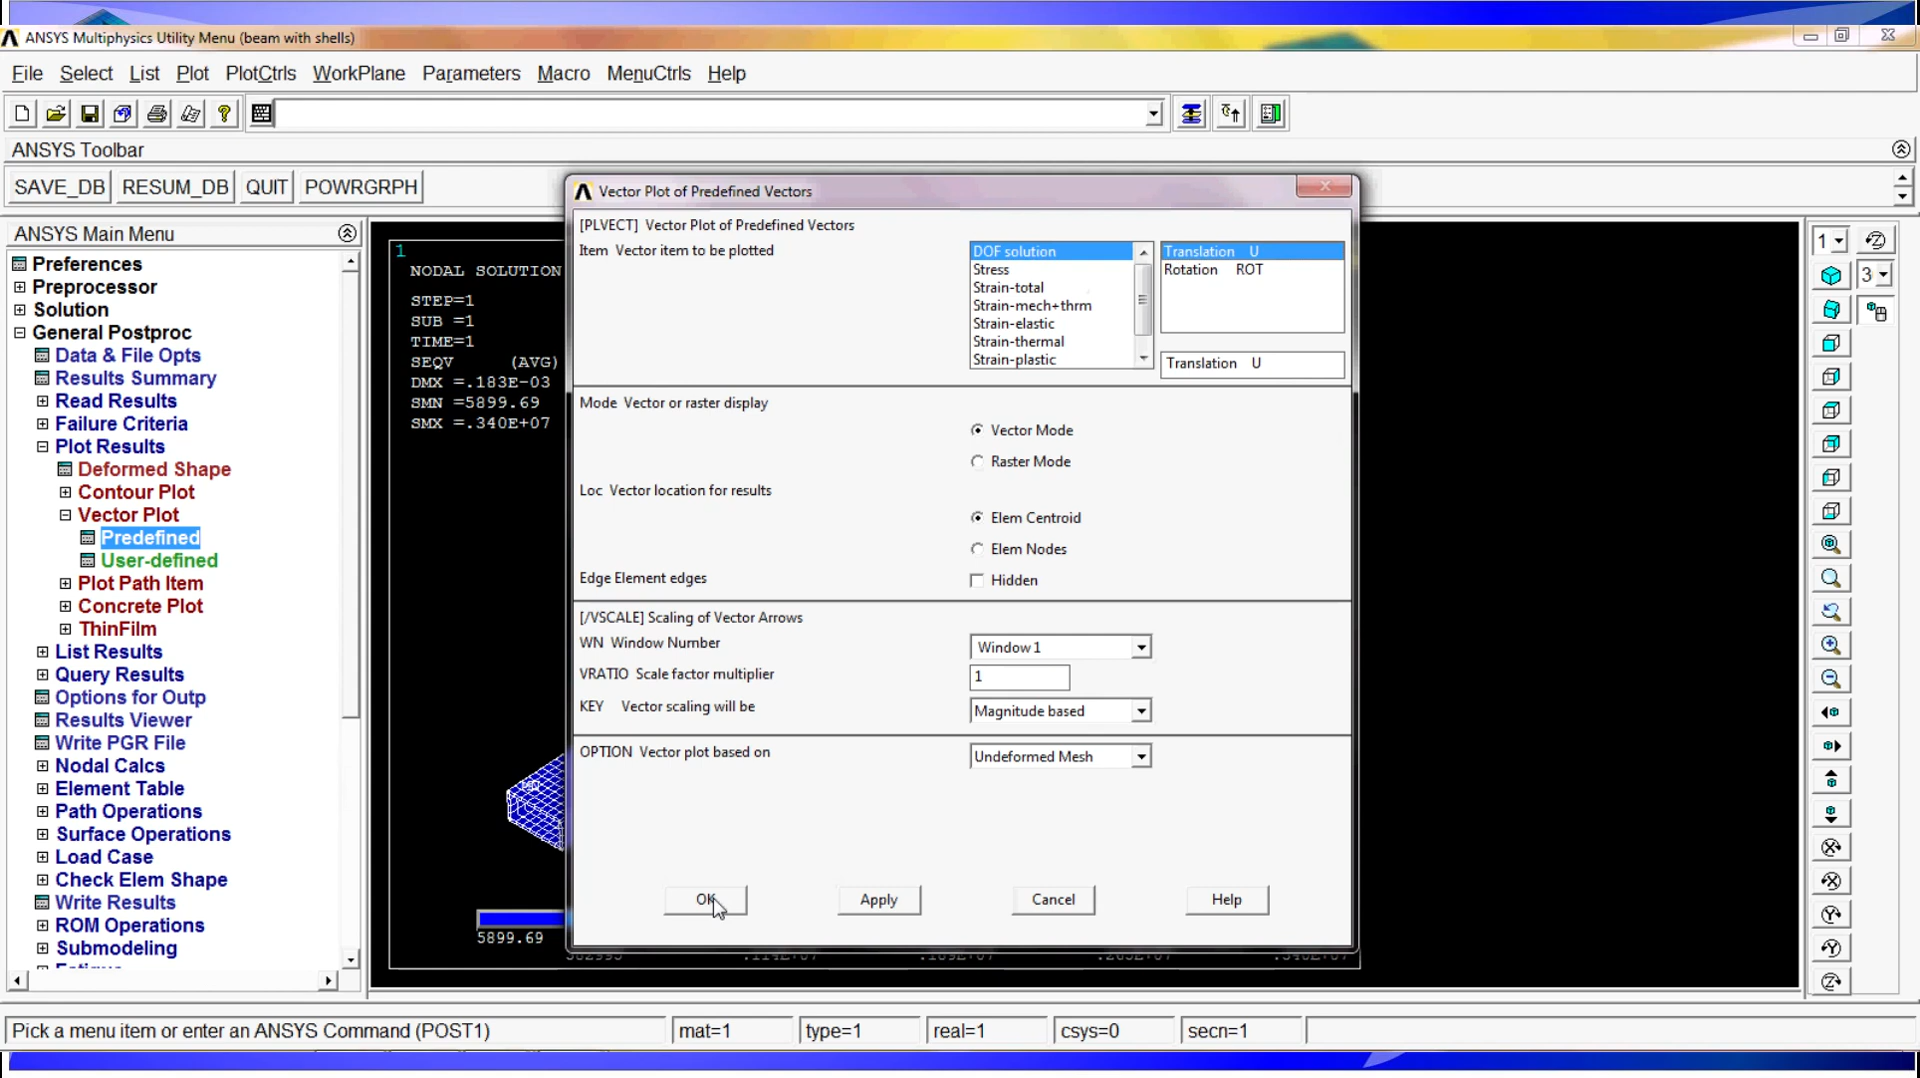 ANSYS Multiphysics Utility Menu (beam with shells)
File Select List Plot PlotCtrls WorkPlane Parameters Macro MenuCtrls Help
ANSYS Toolbar
SAVE_DB RESUM_DB QUIT POWRGRPH
ANSYS Main Menu
Preferences
Preprocessor
Solution
General Postproc
Data & File Opts
Results Summary
Read Results
Failure Criteria
Plot Results
Deformed Shape
Contour Plot
Vector Plot
Predefined
User-defined
Plot Path Item
Concrete Plot
ThinFilm
List Results
Query Results
Options for Outp
Results Viewer
Write PGR File
Nodal Calcs
Element Table
Path Operations
Surface Operations
Load Case
Check Elem Shape
Write Results
ROM Operations
Submodeling
1
NODAL SOLUTION
STEP=1
SUB =1
TIME=1
SEQV (AVG)
DMX =.183E-03
SMN =5899.69
SMX =.340E+07
5899.69
Vector Plot of Predefined Vectors
[PLVECT] Vector Plot of Predefined Vectors
Item Vector item to be plotted
DOF solution
Stress
Strain-total
Strain-mech+thrm
Strain-elastic
Strain-thermal
Strain-plastic
Translation U
Rotation ROT
Translation U
Mode Vector or raster display
Vector Mode
Raster Mode
Loc Vector location for results
Elem Centroid
Elem Nodes
Edge Element edges
Hidden
[/VSCALE] Scaling of Vector Arrows
WN Window Number
Window 1
VRATIO Scale factor multiplier
1
KEY Vector scaling will be
Magnitude based
OPTION Vector plot based on
Undeformed Mesh
OK Apply Cancel Help
1
3
Pick a menu item or enter an ANSYS Command (POST1)
mat=1
type=1
real=1
csys=0
secn=1